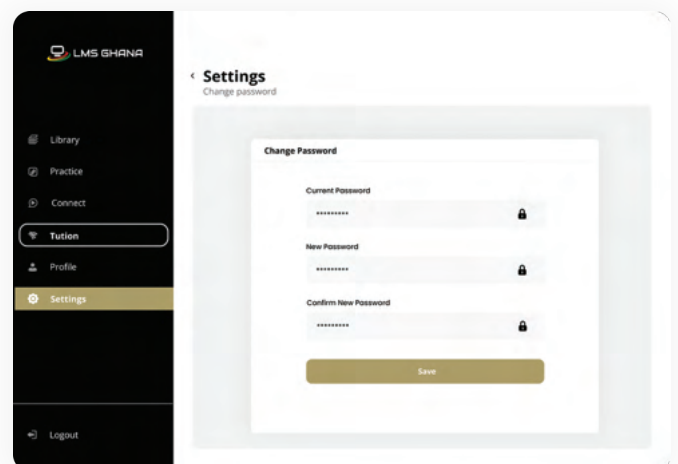 LMS GHANA
Library
Practice
Connect
Tution
Profile
Settings
Logout
Settings
Change password
Change Password
Current Password
•••••••••
New Password
•••••••••
Confirm New Password
•••••••••
Save